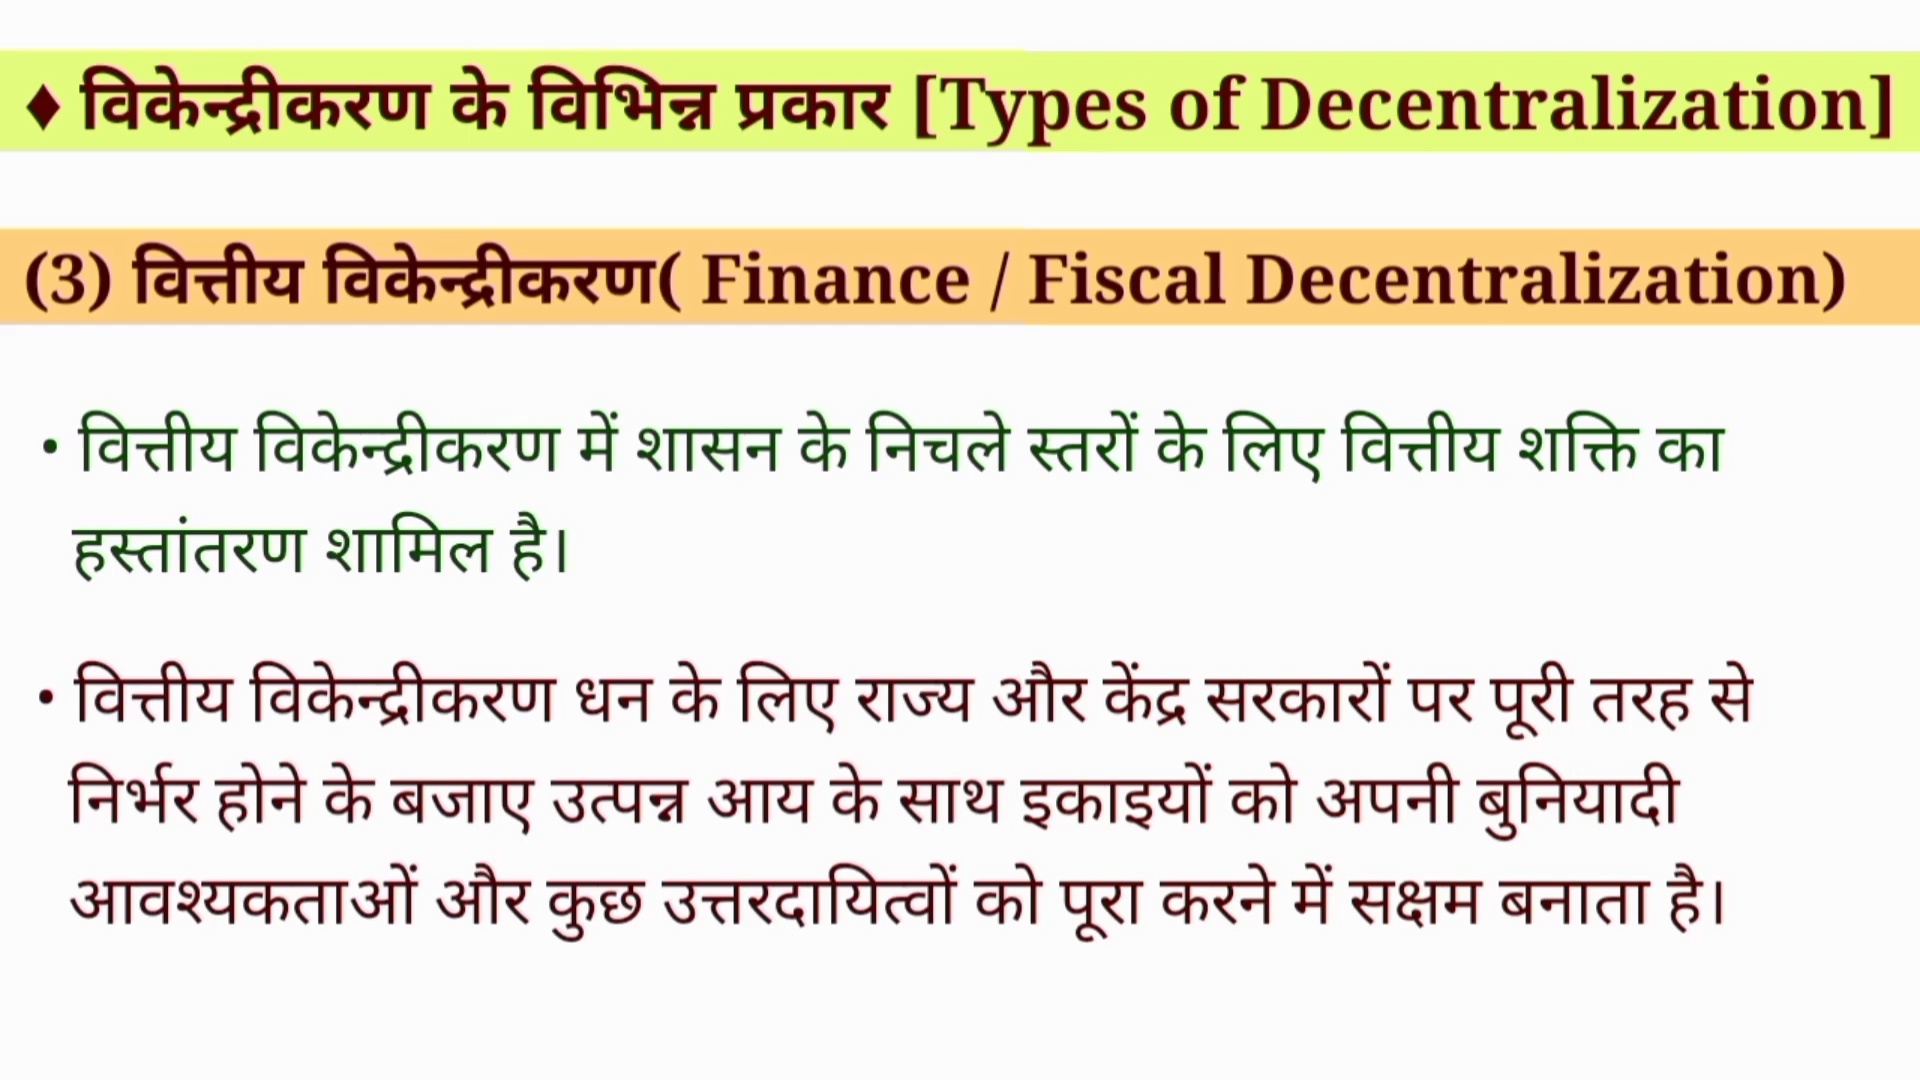 ♦ विकेन्द्रीकरण के विभिन्न प्रकार [Types of Decentralization]
(3) वित्तीय विकेन्द्रीकरण( Finance / Fiscal Decentralization)
• वित्तीय विकेन्द्रीकरण में शासन के निचले स्तरों के लिए वित्तीय शक्ति का
हस्तांतरण शामिल है।
• वित्तीय विकेन्द्रीकरण धन के लिए राज्य और केंद्र सरकारों पर पूरी तरह से
निर्भर होने के बजाए उत्पन्न आय के साथ इकाइयों को अपनी बुनियादी
आवश्यकताओं और कुछ उत्तरदायित्वों को पूरा करने में सक्षम बनाता है।